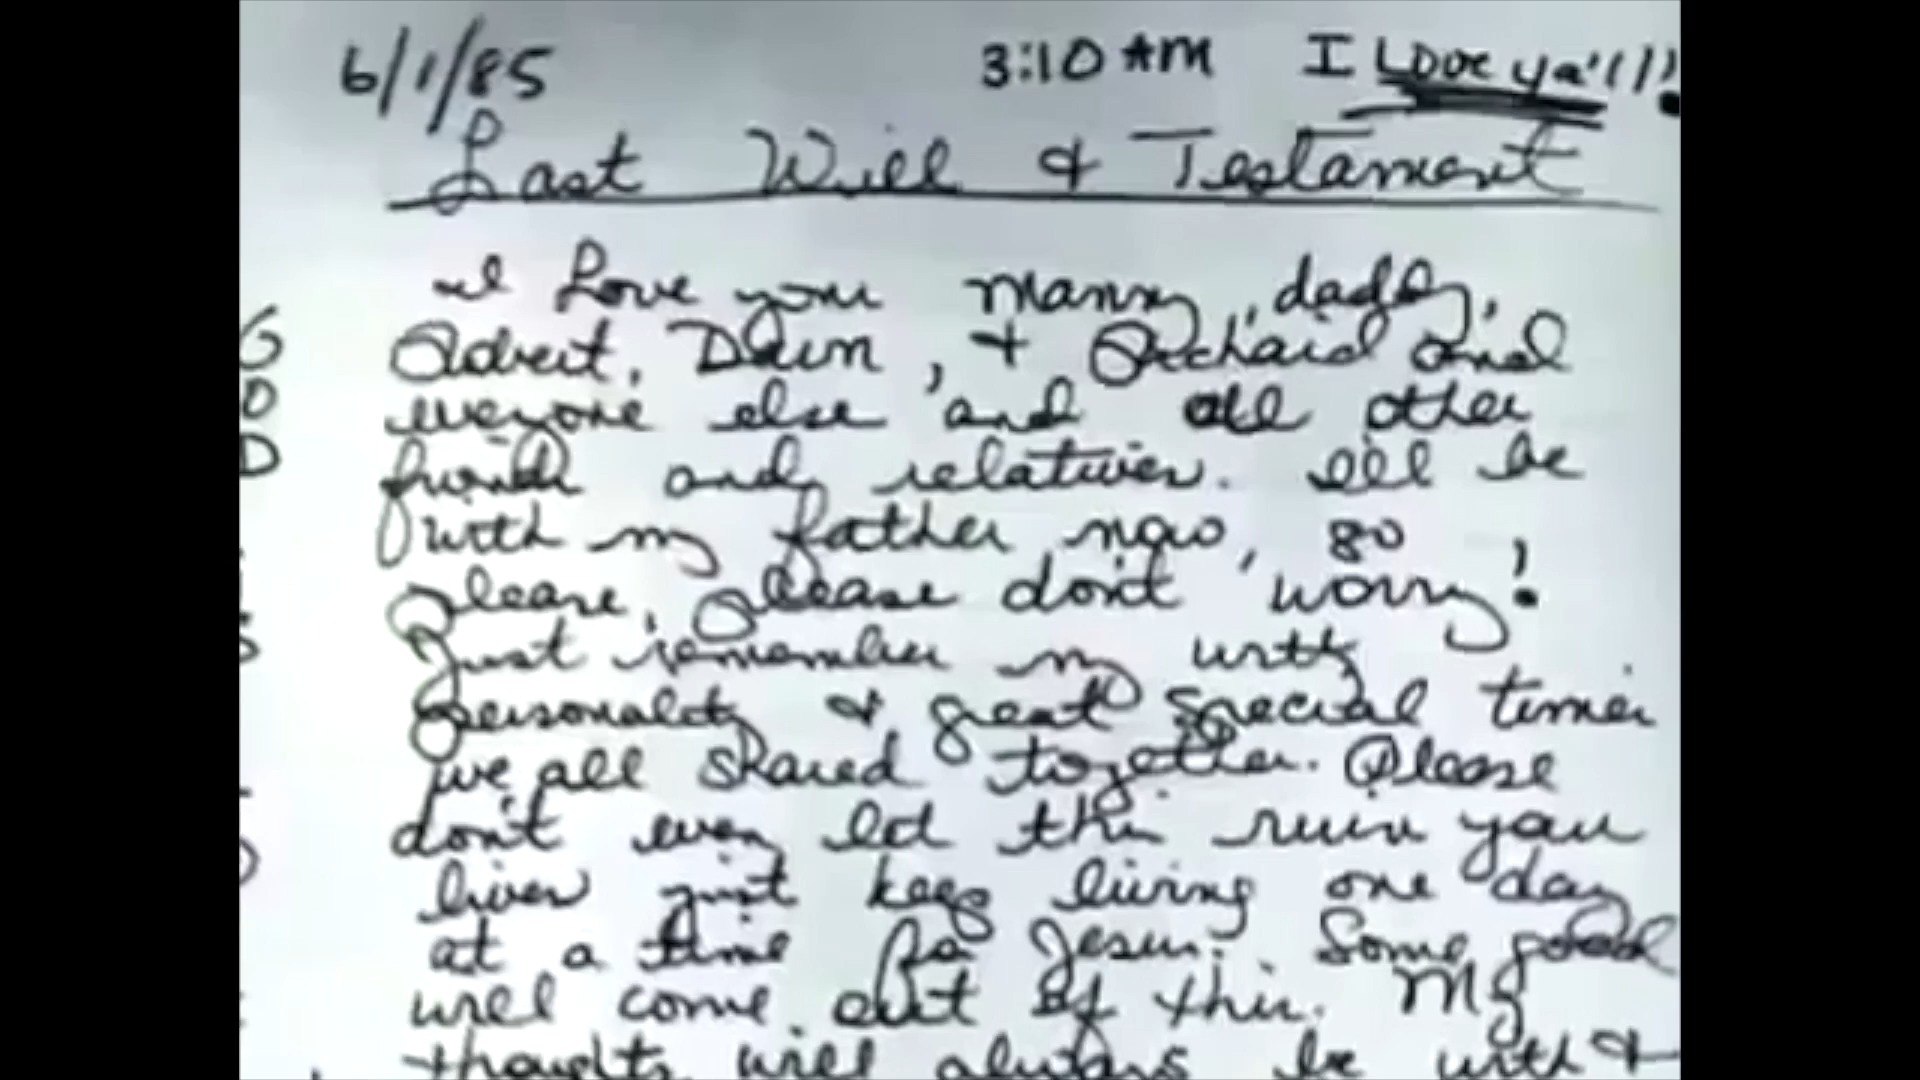 6/1/85 3:10 AM I Love ya'll!
Last Will & Testament
I Love you mommy, daddy,
Robert, Dawn, & Richard and
everyone else and all other
friends and relatives. I'll be
with my father now, so
please, please don't worry!
Just remember my witty
personality & great special times
we all shared together. Please
don't even let this ruin your
lives just keep living one day
at a time for Jesus. Some good
will come out of this. My
thoughts will always be with &
G
O
D